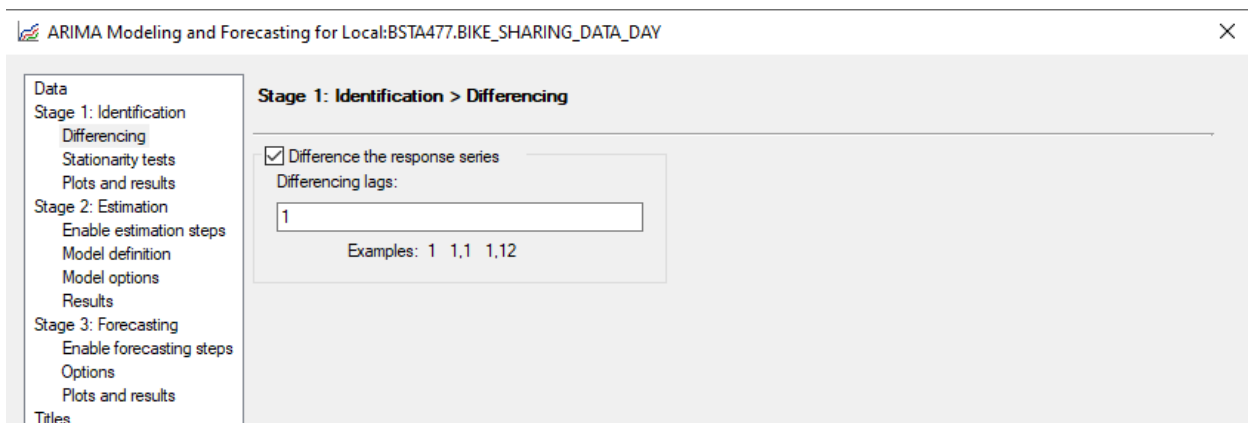 ARIMA Modeling and Forecasting for Local:BSTA477.BIKE_SHARING_DATA_DAY
Data
Stage 1: Identification
Differencing
Stationarity tests
Plots and results
Stage 2: Estimation
Enable estimation steps
Model definition
Model options
Results
Stage 3: Forecasting
Enable forecasting steps
Options
Plots and results
Titles
Stage 1: Identification > Differencing
Difference the response series
Differencing lags:
1
Examples: 1 1,1 1,12